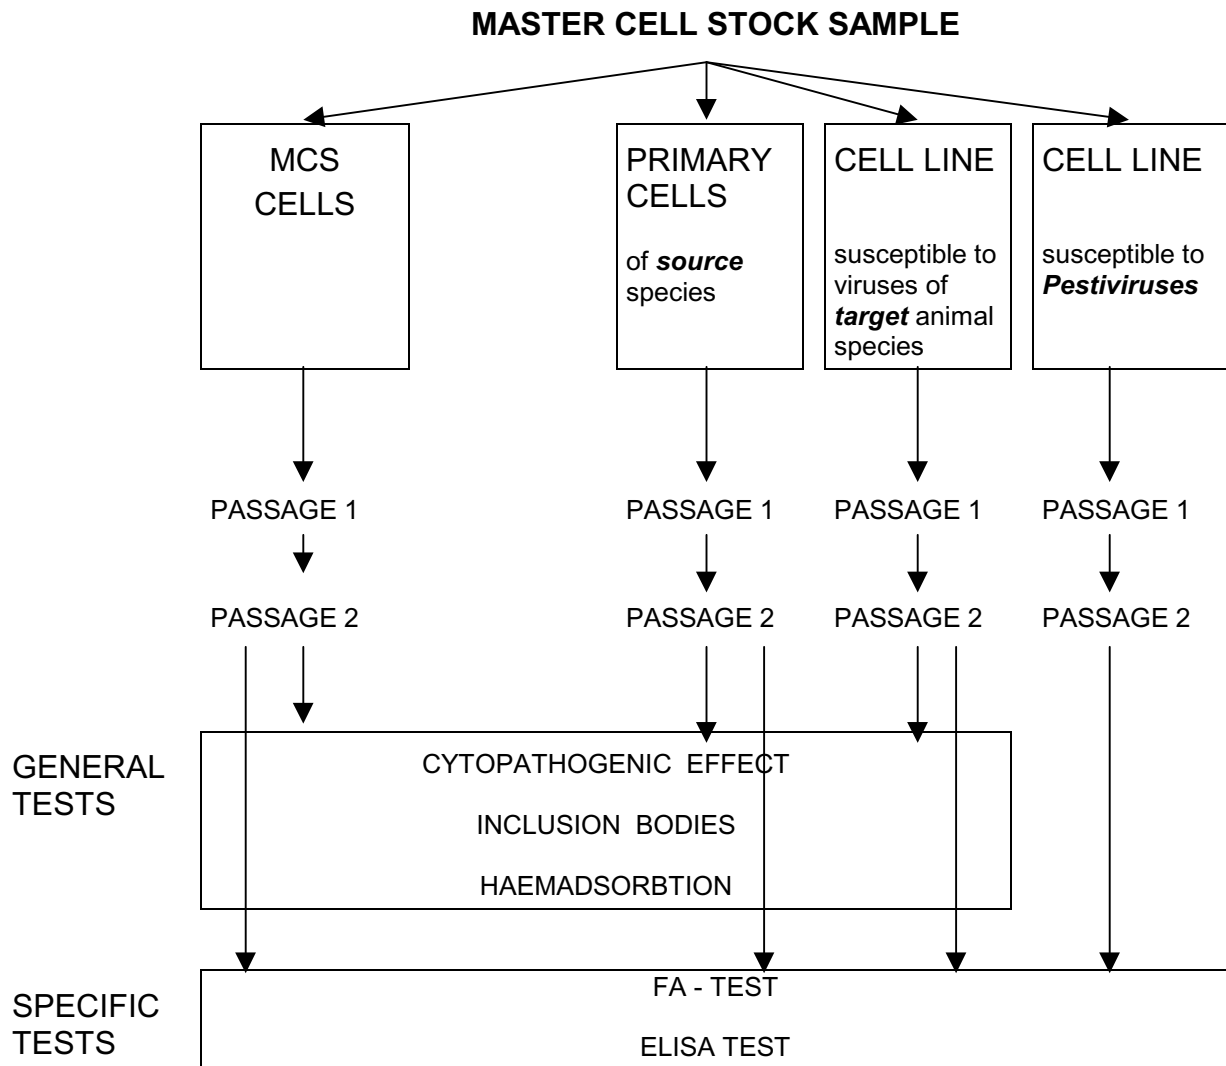 MASTER CELL STOCK SAMPLE
MCS
CELLS
PRIMARY
CELLS
of source
species
CELL LINE
susceptible to
viruses of
target animal
species
CELL LINE
susceptible to
Pestiviruses
PASSAGE 1
PASSAGE 1
PASSAGE 1
PASSAGE 1
PASSAGE 2
PASSAGE 2
PASSAGE 2
PASSAGE 2
GENERAL
TESTS
CYTOPATHOGENIC EFFECT
INCLUSION BODIES
HAEMADSORBTION
SPECIFIC
TESTS
FA - TEST
ELISA TEST